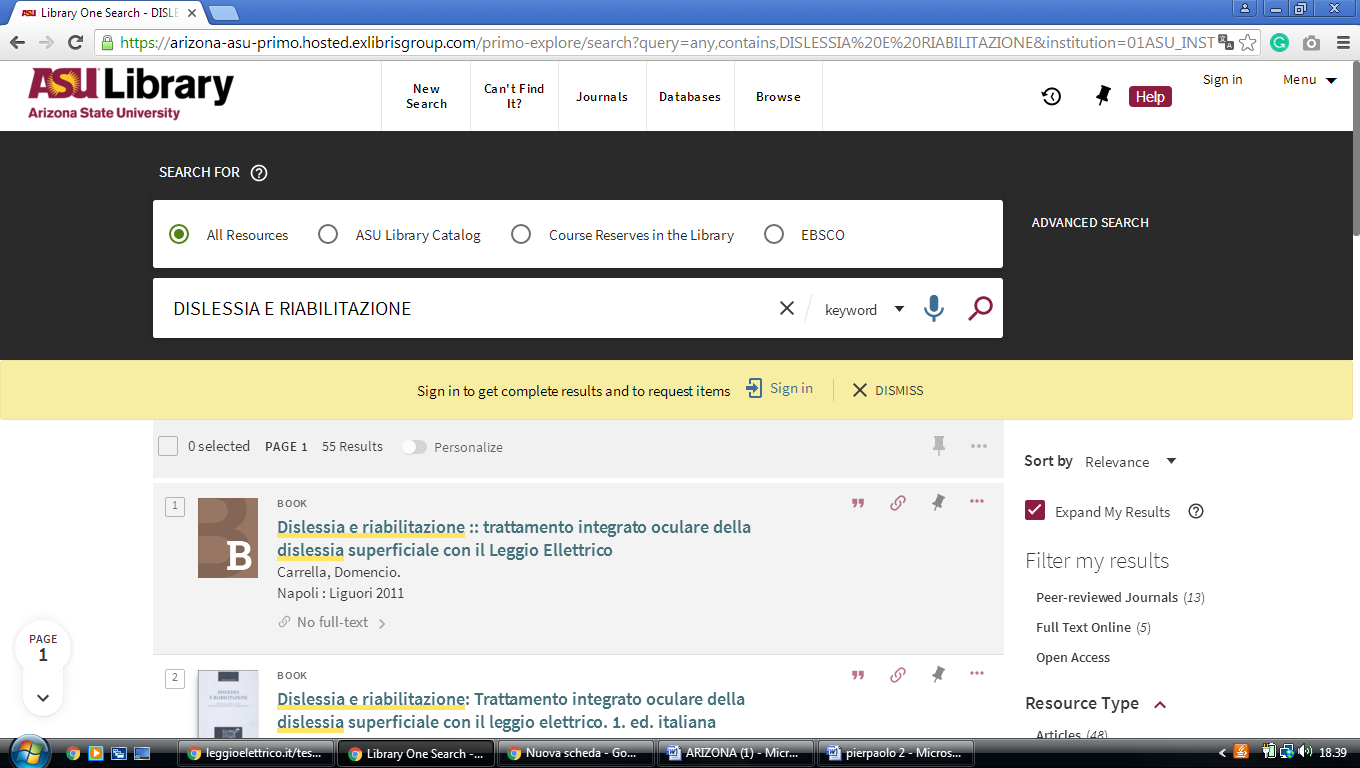 ASU Library One Search - DISLE
https://arizona-asu-primo.hosted.exlibrisgroup.com/primo-explore/search?query=any,contains,DISLESSIA%20E%20RIABILITAZIONE&institution=01ASU_INST
ASU Library
Arizona State University
New Search
Can't Find It?
Journals
Databases
Browse
Help
Sign in
Menu
SEARCH FOR
All Resources
ASU Library Catalog
Course Reserves in the Library
EBSCO
ADVANCED SEARCH
DISLESSIA E RIABILITAZIONE
keyword
Sign in to get complete results and to request items
Sign in
DISMISS
0 selected PAGE 1 55 Results Personalize
Sort by Relevance
1
BOOK
B
Dislessia e riabilitazione :: trattamento integrato oculare della
dislessia superficiale con il Leggio Ellettrico
Carrella, Domencio.
Napoli : Liguori 2011
No full-text
Expand My Results
Filter my results
Peer-reviewed Journals (13)
Full Text Online (5)
Open Access
Resource Type
Articles (48)
PAGE
1
2
BOOK
DISLESSIA
E RIABILITAZIONE
Dislessia e riabilitazione: Trattamento integrato oculare della
dislessia superficiale con il leggio elettrico. 1. ed. italiana
leggioelettrico.it/tes...
Library One Search -...
Nuova scheda - Go...
ARIZONA (1) - Micr...
pierpaolo 2 - Micros...
18.39